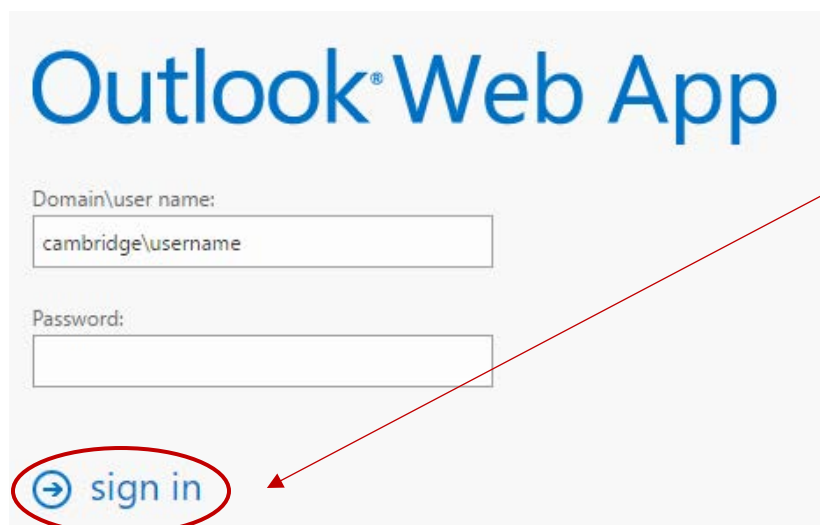 Outlook® Web App
Domain\user name:
cambridge\username
Password:
sign in